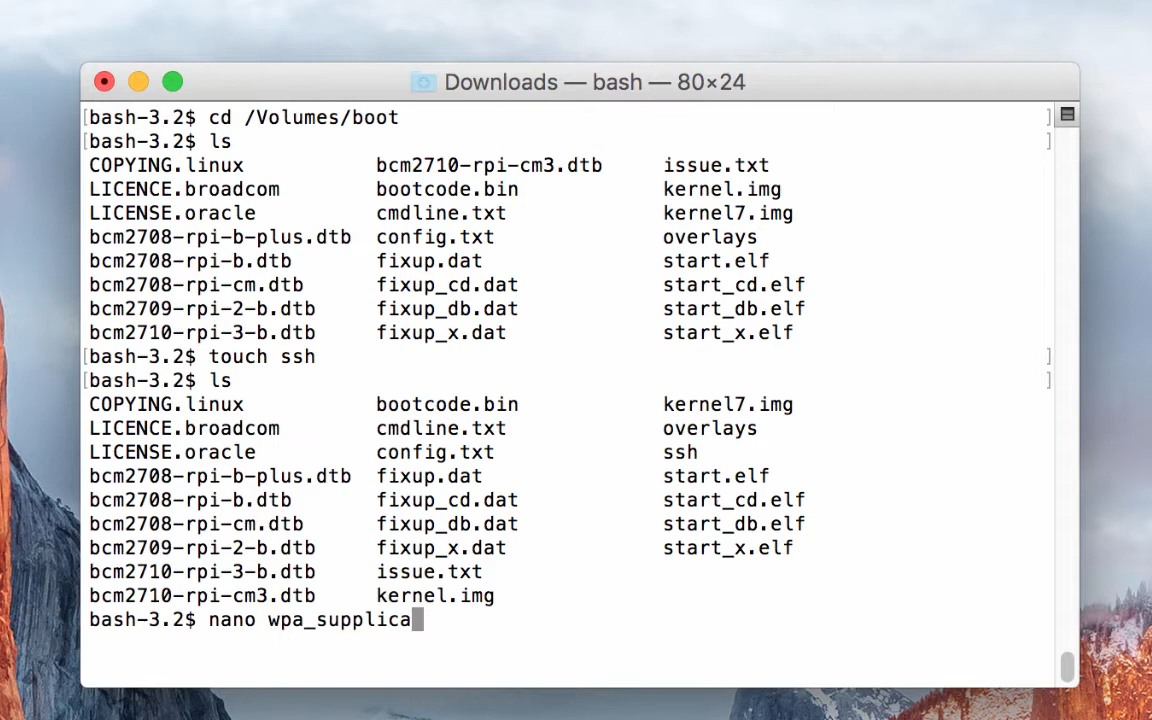 Downloads — bash — 80×24
[bash-3.2$ cd /Volumes/boot ]
[bash-3.2$ ls ]
COPYING.linux bcm2710-rpi-cm3.dtb issue.txt
LICENCE.broadcom bootcode.bin kernel.img
LICENSE.oracle cmdline.txt kernel7.img
bcm2708-rpi-b-plus.dtb config.txt overlays
bcm2708-rpi-b.dtb fixup.dat start.elf
bcm2708-rpi-cm.dtb fixup_cd.dat start_cd.elf
bcm2709-rpi-2-b.dtb fixup_db.dat start_db.elf
bcm2710-rpi-3-b.dtb fixup_x.dat start_x.elf
[bash-3.2$ touch ssh ]
[bash-3.2$ ls ]
COPYING.linux bootcode.bin kernel7.img
LICENCE.broadcom cmdline.txt overlays
LICENSE.oracle config.txt ssh
bcm2708-rpi-b-plus.dtb fixup.dat start.elf
bcm2708-rpi-b.dtb fixup_cd.dat start_cd.elf
bcm2708-rpi-cm.dtb fixup_db.dat start_db.elf
bcm2709-rpi-2-b.dtb fixup_x.dat start_x.elf
bcm2710-rpi-3-b.dtb issue.txt
bcm2710-rpi-cm3.dtb kernel.img
bash-3.2$ nano wpa_supplica